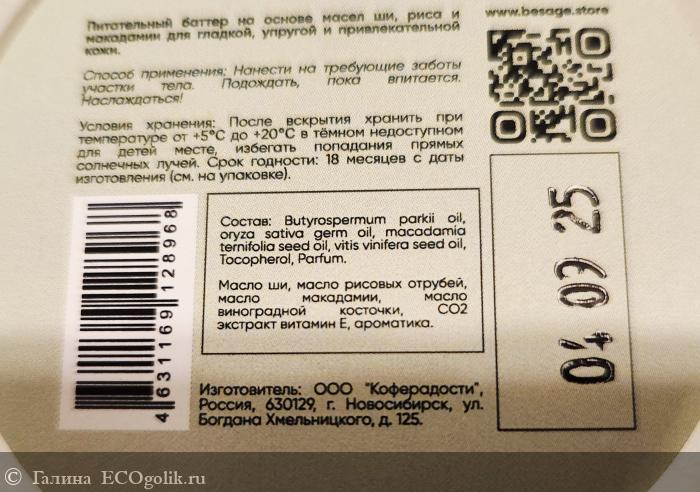 Питательный баттер на основе масел ши, риса и
макадамии для гладкой, упругой и привлекательной
кожи.
Способ применения: Нанести на требующие заботы
участки тела. Подождать, пока впитается.
Наслаждаться!
Условия хранения: После вскрытия хранить при
температуре от +5°C до +20°C в тёмном недоступном
для детей месте, избегать попадания прямых
солнечных лучей. Срок годности: 18 месяцев с даты
изготовления (см. на упаковке).
www.besage.store
04 07 25
4 631169 128968
Состав: Butyrospermum parkii oil,
oryza sativa germ oil, macadamia
ternifolia seed oil, vitis vinifera seed oil,
Tocopherol, Parfum.
Масло ши, масло рисовых отрубей,
масло макадамии, масло
виноградной косточки, CO2
экстракт витамин Е, ароматика.
Изготовитель: ООО "Коферадости",
Россия, 630129, г. Новосибирск, ул.
Богдана Хмельницкого, д. 125.
© Галина ECOgolik.ru